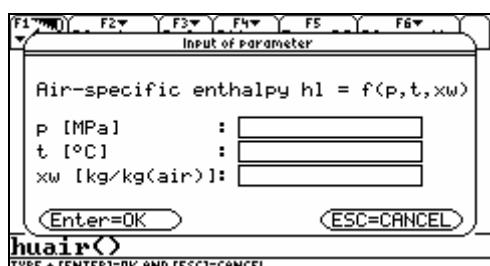 F1 F2▾ F3▾ F4▾ F5 F6▾
Input of parameter
Air-specific enthalpy hl = f(p,t,xw)
p [MPa] :
t [°C] :
xw [kg/kg(air)]:
Enter=OK ESC=CANCEL
huair()
TYPE + [ENTER]=OK AND [ESC]=CANCEL